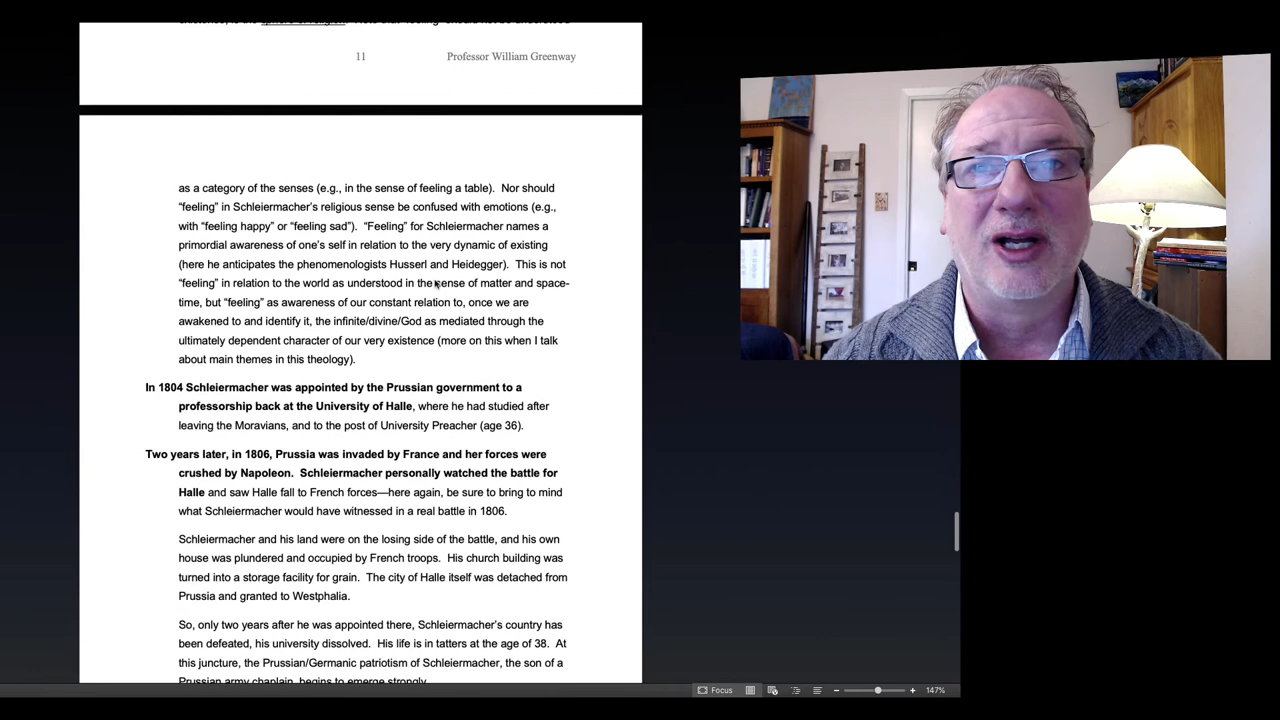 11 Professor William Greenway
as a category of the senses (e.g., in the sense of feeling a table).  Nor should
“feeling” in Schleiermacher’s religious sense be confused with emotions (e.g.,
with “feeling happy” or “feeling sad”).  “Feeling” for Schleiermacher names a
primordial awareness of one’s self in relation to the very dynamic of existing
(here he anticipates the phenomenologists Husserl and Heidegger).  This is not
“feeling” in relation to the world as understood in the sense of matter and space-
time, but “feeling” as awareness of our constant relation to, once we are
awakened to and identify it, the infinite/divine/God as mediated through the
ultimately dependent character of our very existence (more on this when I talk
about main themes in this theology).
In 1804 Schleiermacher was appointed by the Prussian government to a
professorship back at the University of Halle, where he had studied after
leaving the Moravians, and to the post of University Preacher (age 36).
Two years later, in 1806, Prussia was invaded by France and her forces were
crushed by Napoleon.  Schleiermacher personally watched the battle for
Halle and saw Halle fall to French forces—here again, be sure to bring to mind
what Schleiermacher would have witnessed in a real battle in 1806.
Schleiermacher and his land were on the losing side of the battle, and his own
house was plundered and occupied by French troops.  His church building was
turned into a storage facility for grain.  The city of Halle itself was detached from
Prussia and granted to Westphalia.
So, only two years after he was appointed there, Schleiermacher’s country has
been defeated, his university dissolved.  His life is in tatters at the age of 38.  At
this juncture, the Prussian/Germanic patriotism of Schleiermacher, the son of a
Prussian army chaplain, begins to emerge strongly.
Focus 147%